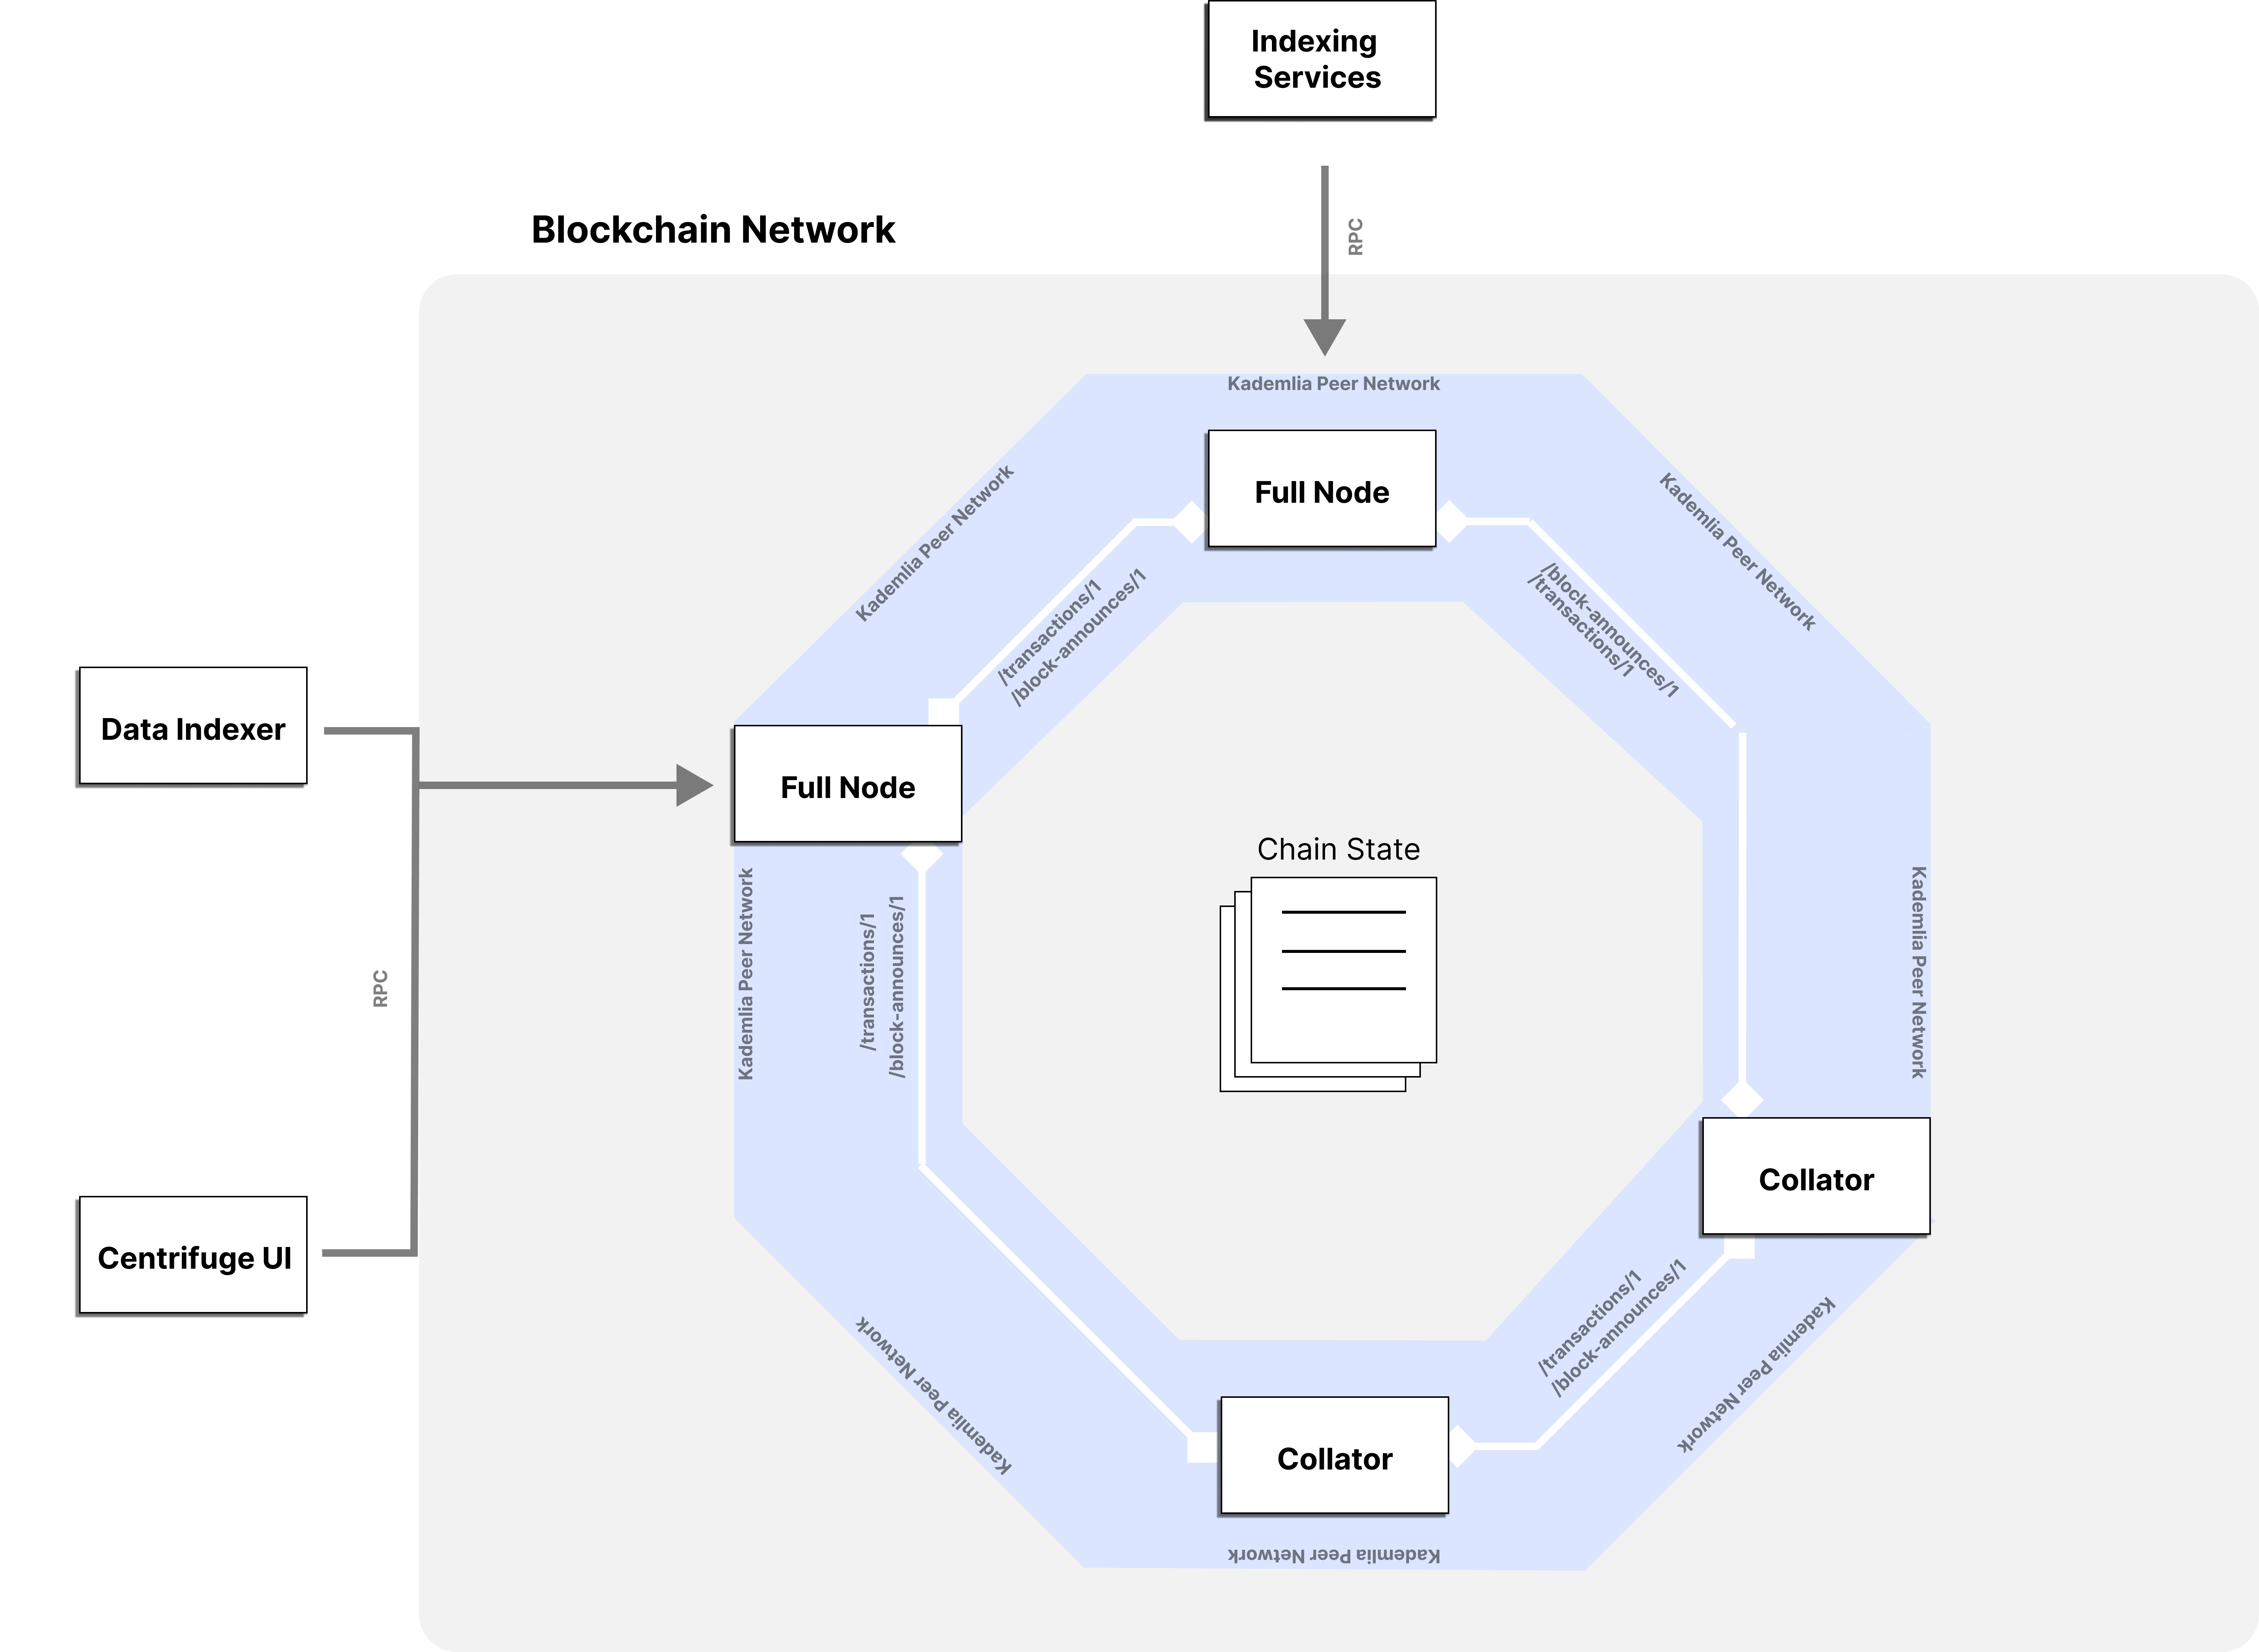 Indexing
Services
RPC
Blockchain Network
Kademlia Peer Network
Full Node
Kademlia Peer Network
Kademlia Peer Network
/transactions/1
/block-announces/1
/block-announces/1
/transactions/1
Data Indexer
Full Node
Chain State
Kademlia Peer Network
/transactions/1
/block-announces/1
Kademlia Peer Network
RPC
Collator
Centrifuge UI
/transactions/1
/block-announces/1
Kademlia Peer Network
Kademlia Peer Network
Collator
Kademlia Peer Network